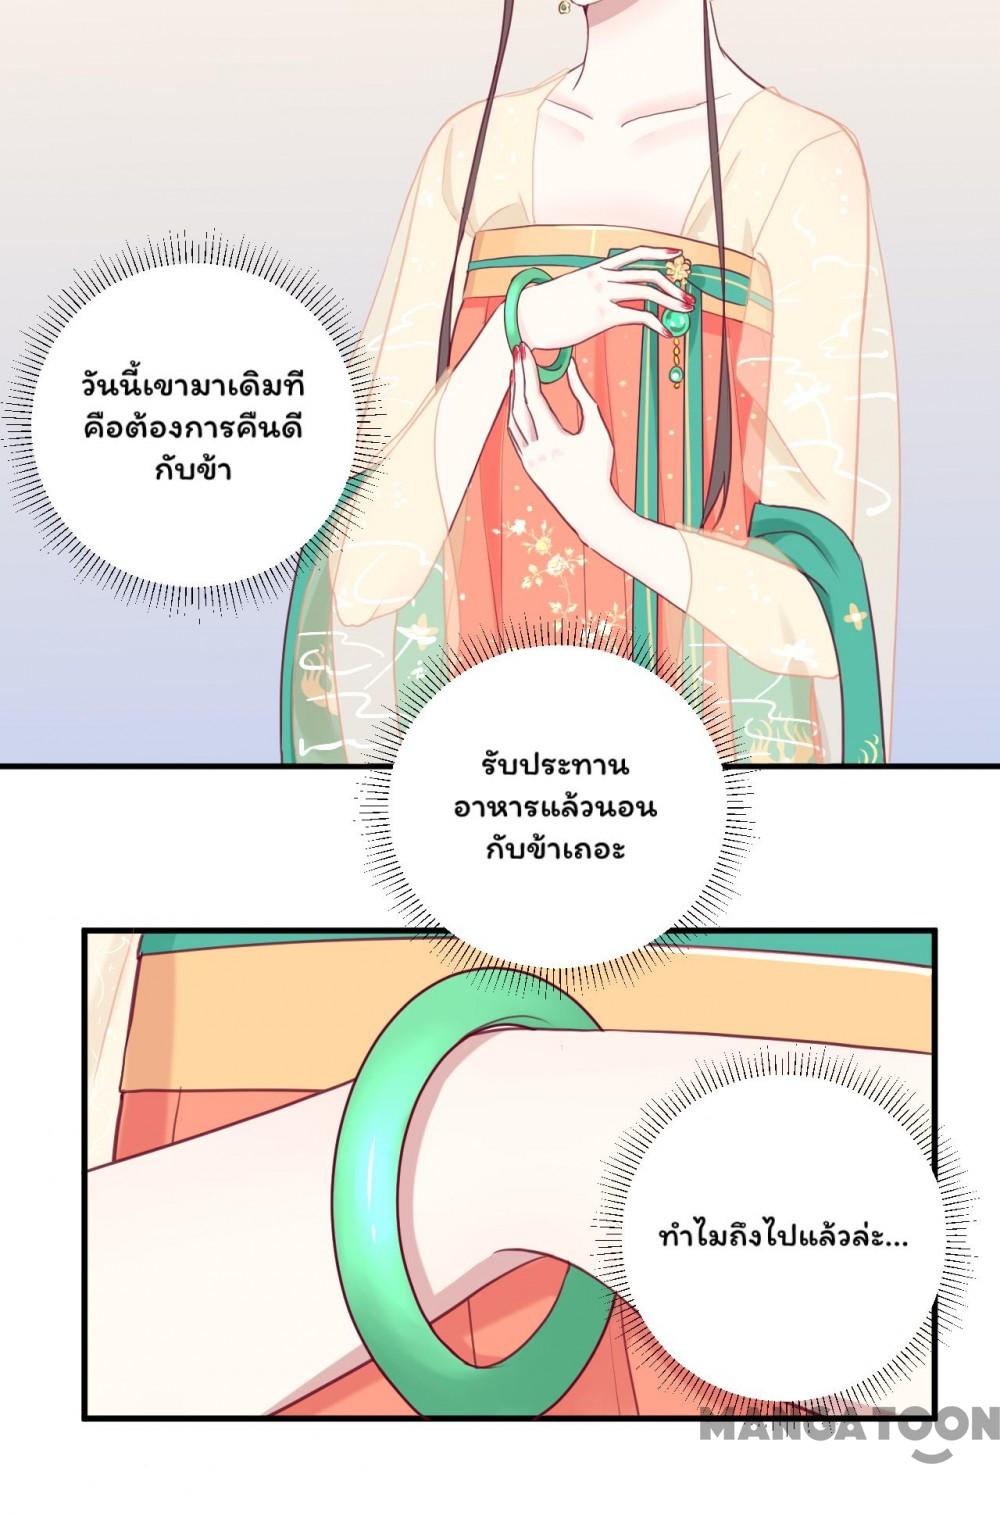 วันนี้เขามาเดิมที
คือต้องการคืนดี
กับข้า
รับประทาน
อาหารแล้วนอน
กับข้าเถอะ
ทำไมถึงไปแล้วล่ะ...
MANGATOON